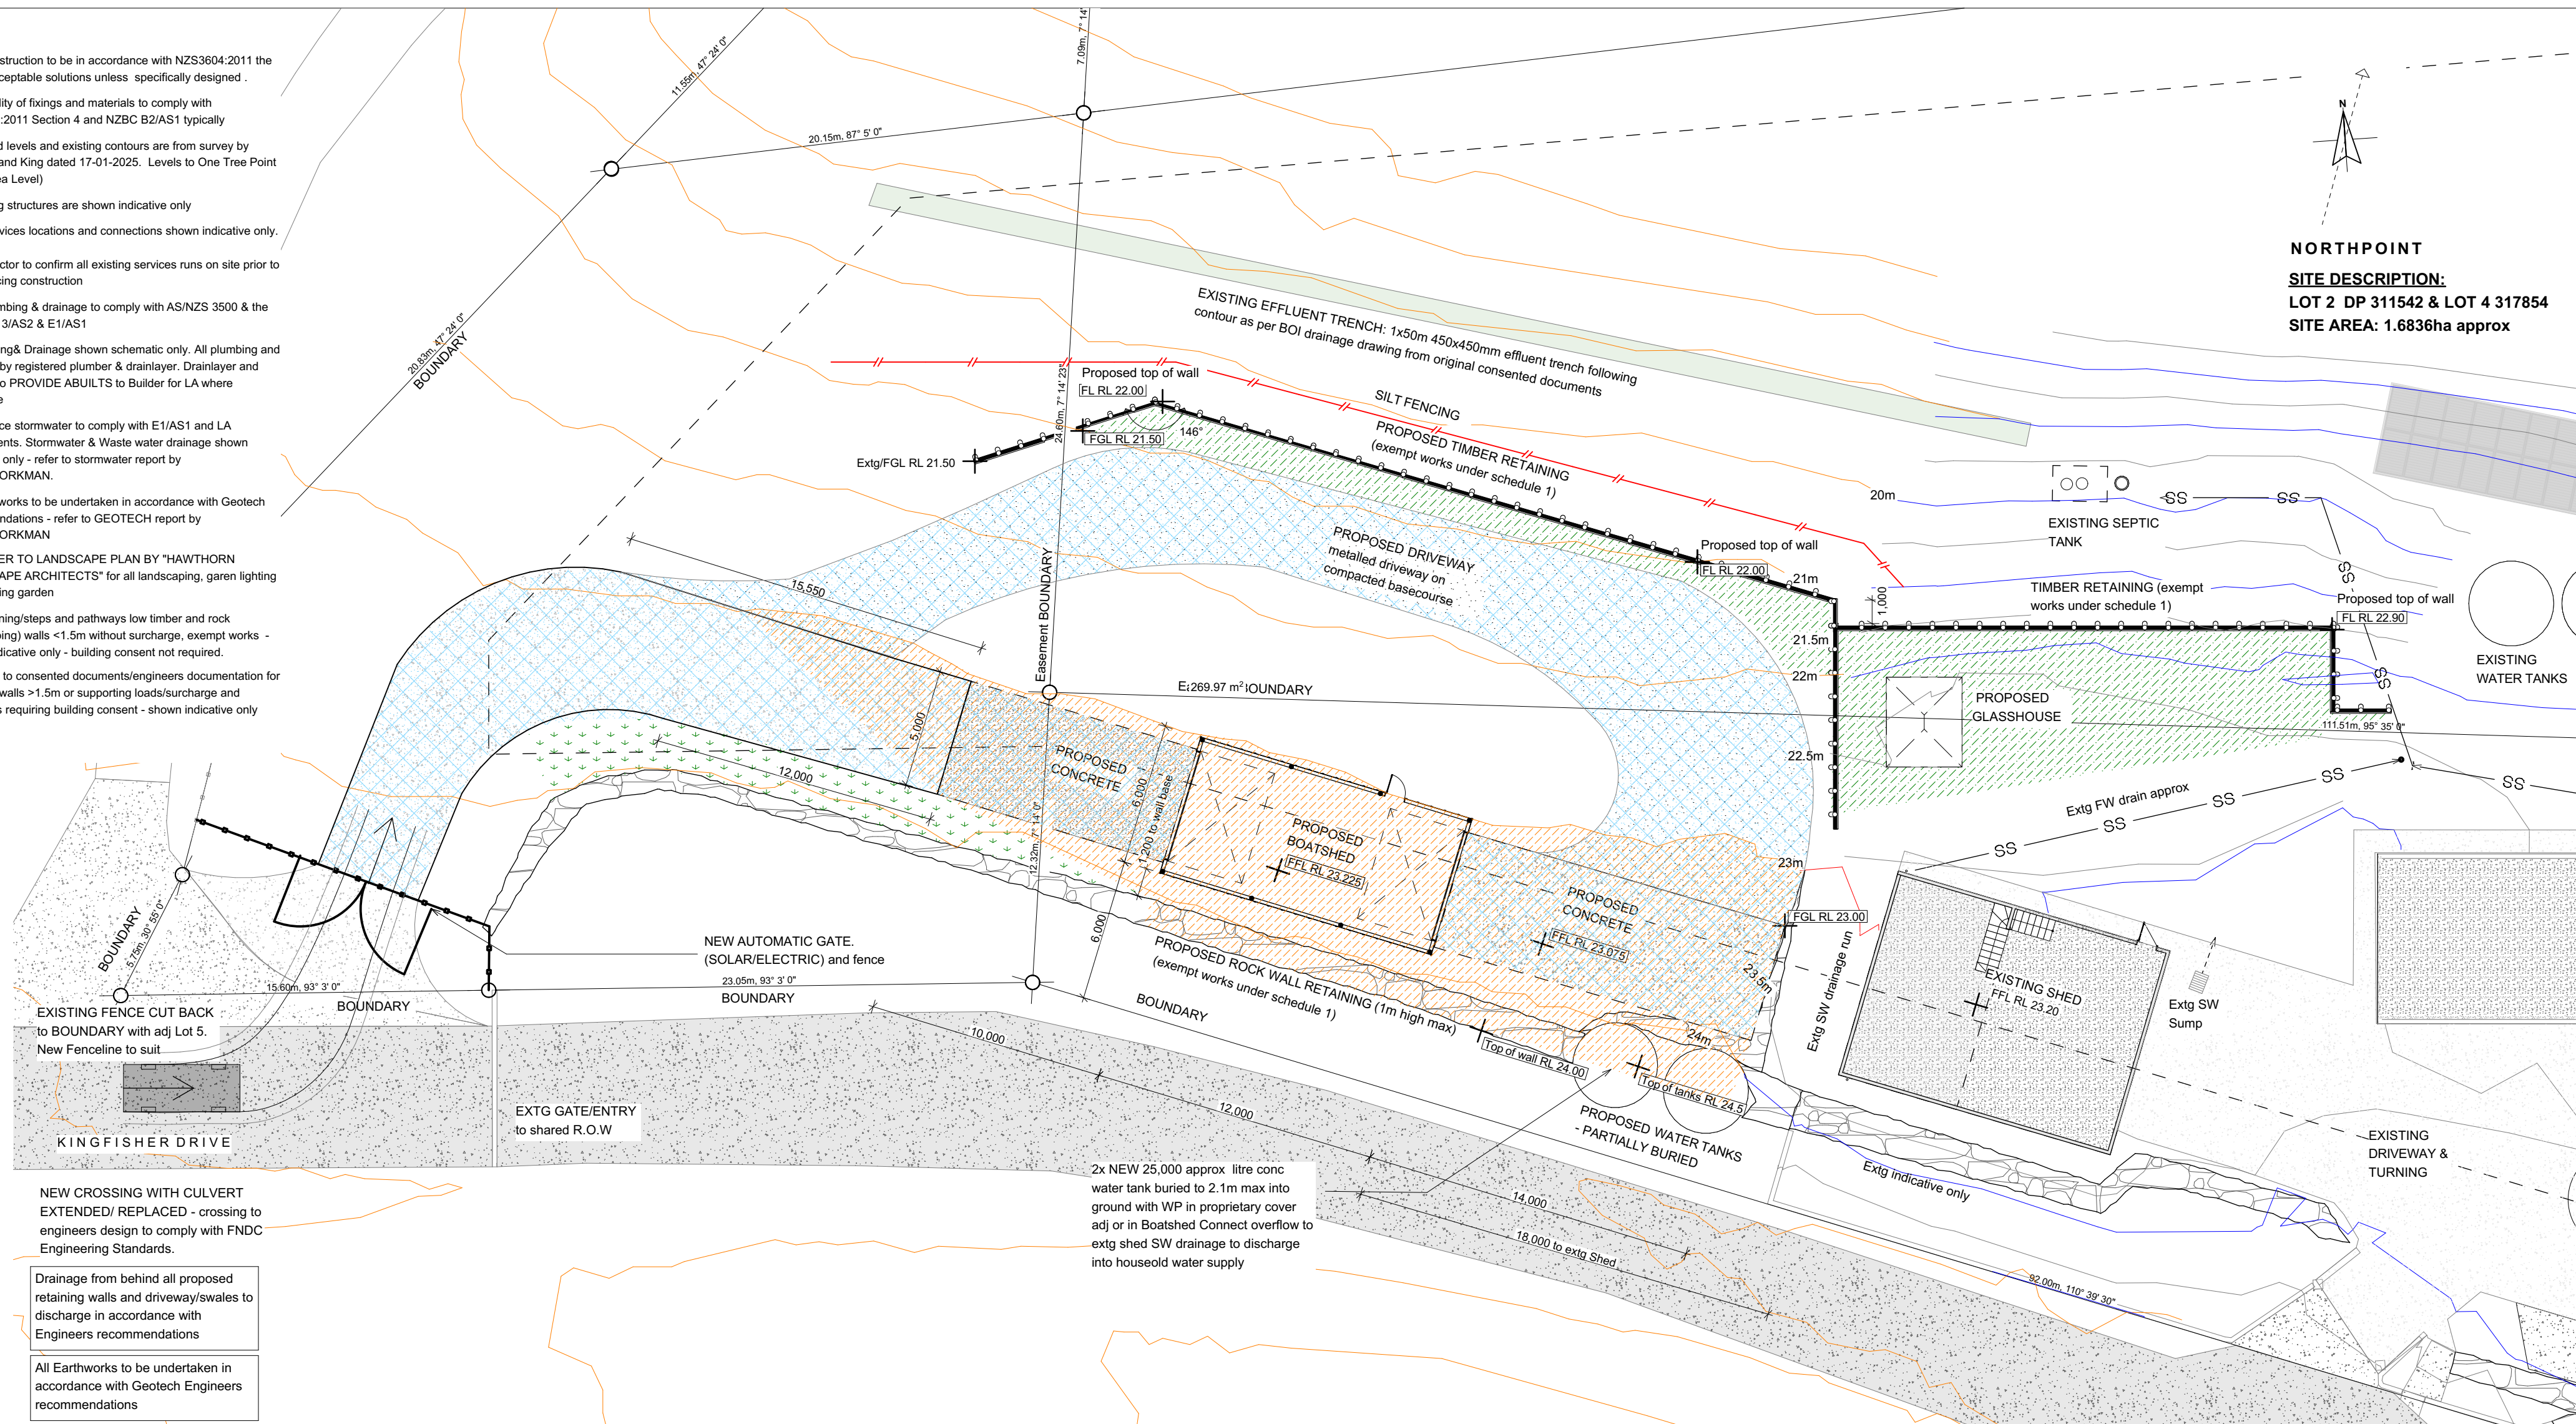 struction to be in accordance with NZS3604:2011 the
ceptable solutions unless specifically designed .
lity of fixings and materials to comply with
:2011 Section 4 and NZBC B2/AS1 typically
d levels and existing contours are from survey by
and King dated 17-01-2025. Levels to One Tree Point
ea Level)
g structures are shown indicative only
vices locations and connections shown indicative only.
ctor to confirm all existing services runs on site prior to
cing construction
mbing & drainage to comply with AS/NZS 3500 & the
3/AS2 & E1/AS1
ng& Drainage shown schematic only. All plumbing and
by registered plumber & drainlayer. Drainlayer and
o PROVIDE ABUILTS to Builder for LA where
e
ce stormwater to comply with E1/AS1 and LA
ents. Stormwater & Waste water drainage shown
only - refer to stormwater report by
ORKMAN.
works to be undertaken in accordance with Geotech
ndations - refer to GEOTECH report by
ORKMAN
ER TO LANDSCAPE PLAN BY "HAWTHORN
APE ARCHITECTS" for all landscaping, garen lighting
ing garden
ning/steps and pathways low timber and rock
ping) walls <1.5m without surcharge, exempt works -
dicative only - building consent not required.
to consented documents/engineers documentation for
walls >1.5m or supporting loads/surcharge and
s requiring building consent - shown indicative only
11.55m, 47° 24' 0"
7.09m, 7° 14'
20.15m, 87° 5' 0"
20.83m, 47° 24' 0"
BOUNDARY
N
NORTHPOINT
SITE DESCRIPTION:
LOT 2 DP 311542 & LOT 4 317854
SITE AREA: 1.6836ha approx
EXISTING EFFLUENT TRENCH: 1x50m 450x450mm effluent trench following
contour as per BOI drainage drawing from original consented documents
SILT FENCING
PROPOSED TIMBER RETAINING
(exempt works under schedule 1)
Proposed top of wall
FL RL 22.00
24.60m, 7° 14' 23"
FGL RL 21.50
146°
Extg/FGL RL 21.50
20m
SS
SS
EXISTING SEPTIC
TANK
PROPOSED DRIVEWAY
metalled driveway on
compacted basecourse
Proposed top of wall
FL RL 22.00
21m
1,000
TIMBER RETAINING (exempt
works under schedule 1)
SS
Proposed top of wall
FL RL 22.90
15,550
Easement BOUNDARY
21.5m
22m
269.97 m²
OUNDARY
PROPOSED
GLASSHOUSE
SS
EXISTING
WATER TANKS
111.51m, 95° 35' 0"
5,000
PROPOSED
CONCRETE
12,000
6,000
1,200 to wall base
12.32m, 7° 14' 0"
22.5m
PROPOSED
BOATSHED
FFL RL 23.225
Extg FW drain approx
SS
SS
SS
SS
SS
23m
PROPOSED
CONCRETE
FFL RL 23.075
FGL RL 23.00
23.5m
24m
Extg SW drainage run
EXISTING SHED
FFL RL 23.20
Extg SW
Sump
BOUNDARY
5.75m, 30° 55' 0"
NEW AUTOMATIC GATE.
(SOLAR/ELECTRIC) and fence
6,000
15.60m, 93° 3' 0"
BOUNDARY
23.05m, 93° 3' 0"
BOUNDARY
PROPOSED ROCK WALL RETAINING (1m high max)
(exempt works under schedule 1)
BOUNDARY
Top of wall RL 24.00
Top of tanks RL 24.5
EXISTING FENCE CUT BACK
to BOUNDARY with adj Lot 5.
New Fenceline to suit
10,000
12,000
14,000
18,000 to extg Shed
PROPOSED WATER TANKS
- PARTIALLY BURIED
KINGFISHER DRIVE
EXTG GATE/ENTRY
to shared R.O.W
2x NEW 25,000 approx litre conc
water tank buried to 2.1m max into
ground with WP in proprietary cover
adj or in Boatshed Connect overflow to
extg shed SW drainage to discharge
into houseold water supply
Extg indicative only
EXISTING
DRIVEWAY &
TURNING
92.00m, 110° 39' 30"
NEW CROSSING WITH CULVERT
EXTENDED/ REPLACED - crossing to
engineers design to comply with FNDC
Engineering Standards.
Drainage from behind all proposed
retaining walls and driveway/swales to
discharge in accordance with
Engineers recommendations
All Earthworks to be undertaken in
accordance with Geotech Engineers
recommendations